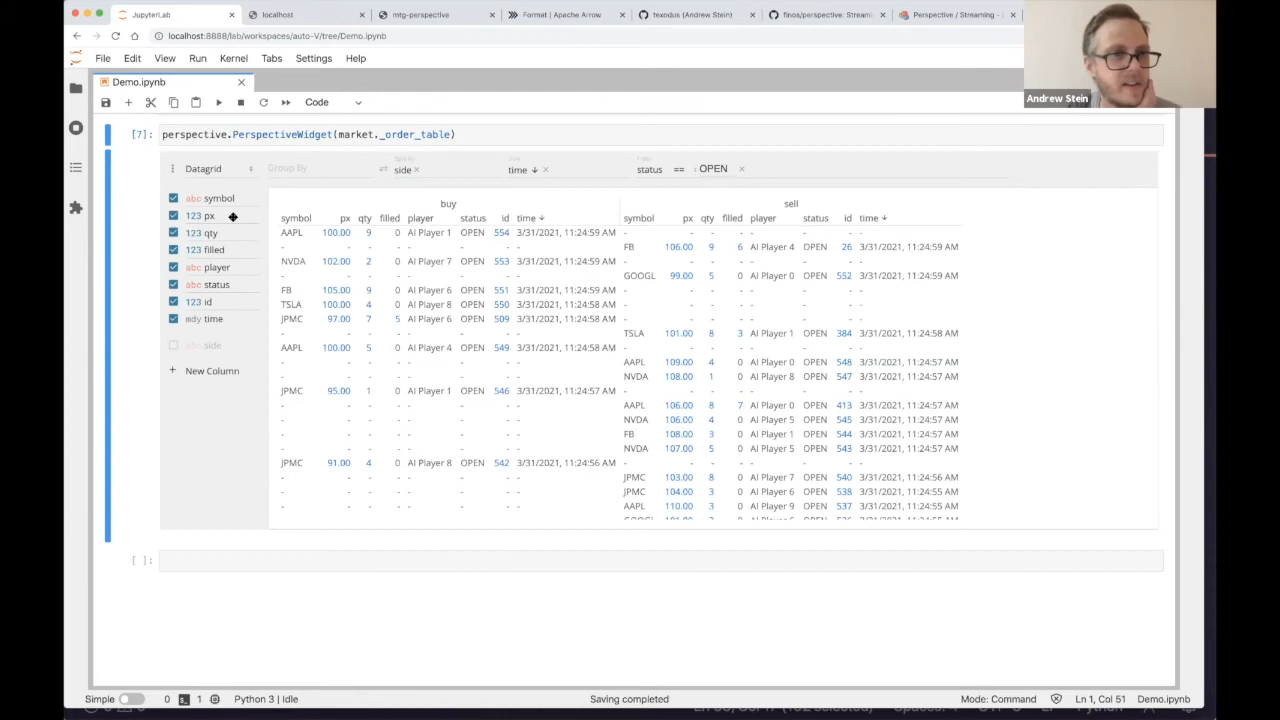 JupyterLab
localhost
mtg-perspective
Format | Apache Arrow
texodus (Andrew Stein)
finos/perspective: Streami
Perspective / Streaming -
localhost:8888/lab/workspaces/auto-V/tree/Demo.ipynb
File Edit View Run Kernel Tabs Settings Help
Demo.ipynb
Code
Andrew Stein
[7]: perspective.PerspectiveWidget(market._order_table)
Datagrid
Group By
Split By
side
time
status == OPEN
abc symbol
123 px
123 qty
123 filled
abc player
abc status
123 id
mdy time
abc side
+ New Column
buy sell
symbol px qty filled player status id time symbol px qty filled player status id time
AAPL 100.00 9 0 AI Player 1 OPEN 554 3/31/2021, 11:24:59 AM - - - - - - - -
- - - - - - - - FB 106.00 9 6 AI Player 4 OPEN 26 3/31/2021, 11:24:59 AM
NVDA 102.00 2 0 AI Player 7 OPEN 553 3/31/2021, 11:24:59 AM - - - - - - - -
- - - - - - - - GOOGL 99.00 5 0 AI Player 0 OPEN 552 3/31/2021, 11:24:59 AM
FB 105.00 9 0 AI Player 6 OPEN 551 3/31/2021, 11:24:59 AM - - - - - - - -
TSLA 100.00 4 0 AI Player 8 OPEN 550 3/31/2021, 11:24:58 AM - - - - - - - -
JPMC 97.00 7 5 AI Player 6 OPEN 509 3/31/2021, 11:24:58 AM - - - - - - - -
- - - - - - - - TSLA 101.00 8 3 AI Player 1 OPEN 384 3/31/2021, 11:24:58 AM
AAPL 100.00 5 0 AI Player 4 OPEN 549 3/31/2021, 11:24:58 AM - - - - - - - -
- - - - - - - - AAPL 109.00 4 0 AI Player 0 OPEN 548 3/31/2021, 11:24:57 AM
- - - - - - - - NVDA 108.00 1 0 AI Player 8 OPEN 547 3/31/2021, 11:24:57 AM
JPMC 95.00 1 0 AI Player 1 OPEN 546 3/31/2021, 11:24:57 AM - - - - - - - -
- - - - - - - - AAPL 106.00 8 7 AI Player 0 OPEN 413 3/31/2021, 11:24:57 AM
- - - - - - - - NVDA 106.00 4 0 AI Player 5 OPEN 545 3/31/2021, 11:24:57 AM
- - - - - - - - FB 108.00 3 0 AI Player 1 OPEN 544 3/31/2021, 11:24:57 AM
- - - - - - - - NVDA 107.00 5 0 AI Player 5 OPEN 543 3/31/2021, 11:24:57 AM
JPMC 91.00 4 0 AI Player 8 OPEN 542 3/31/2021, 11:24:56 AM - - - - - - - -
- - - - - - - - JPMC 103.00 8 0 AI Player 7 OPEN 540 3/31/2021, 11:24:56 AM
- - - - - - - - JPMC 104.00 3 0 AI Player 6 OPEN 538 3/31/2021, 11:24:55 AM
- - - - - - - - AAPL 110.00 3 0 AI Player 9 OPEN 537 3/31/2021, 11:24:55 AM
[ ]:
Simple 0 1 Python 3 | Idle Saving completed Mode: Command Ln 1, Col 51 Demo.ipynb